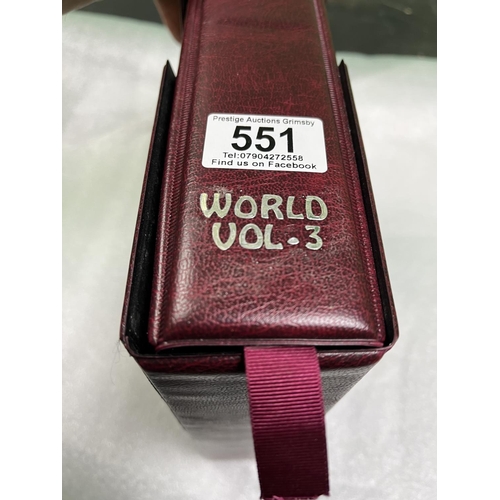 Prestige Auctions Grimsby
551
Tel:07904272558
Find us on Facebook
WORLD
VOL.3